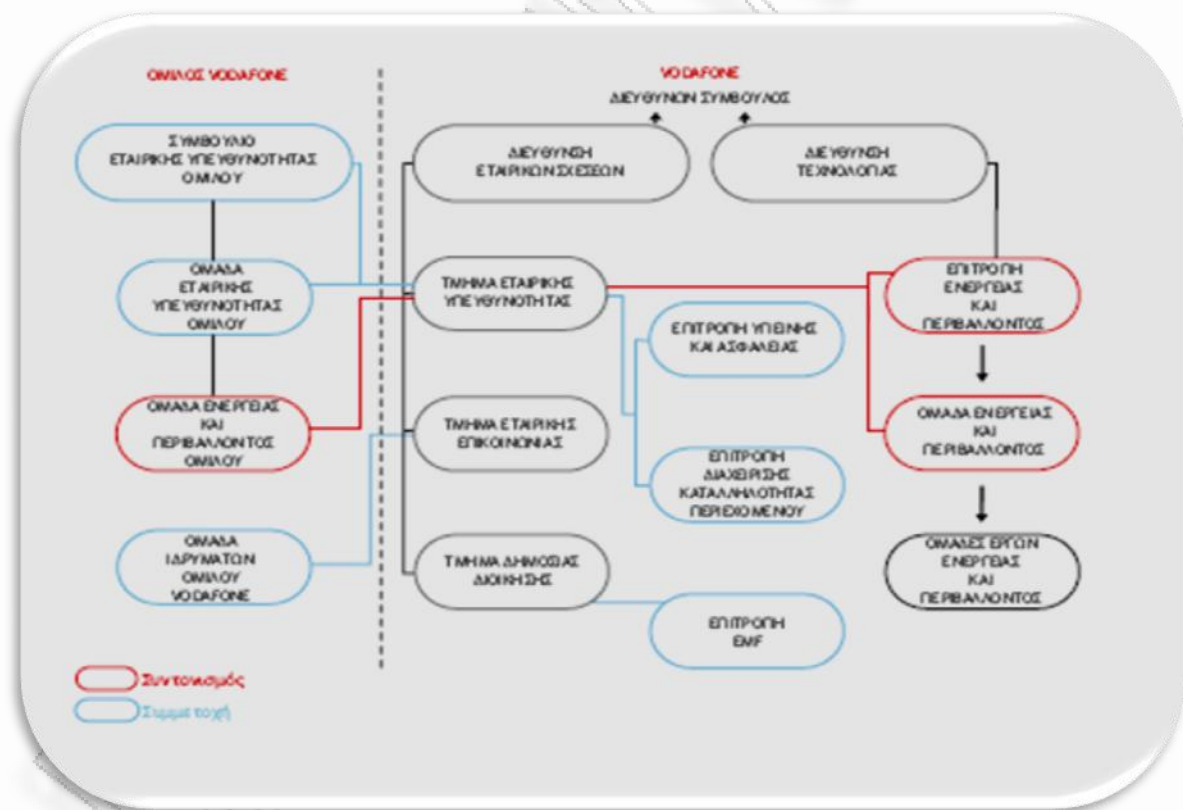 ΟΜΙΛΟΣ VODAFONE
ΣΥΜΒΟΥΛΙΟ
ΕΤΑΙΡΙΚΗΣ ΥΠΕΥΘΥΝΟΤΗΤΑΣ
ΟΜΙΛΟΥ
ΟΜΑΔΑ
ΕΤΑΙΡΙΚΗΣ
ΥΠΕΥΘΥΝΟΤΗΤΑΣ
ΟΜΙΛΟΥ
ΟΜΑΔΑ ΕΝΕΡΓΕΙΑΣ
ΚΑΙ
ΠΕΡΙΒΑΛΛΟΝΤΟΣ
ΟΜΙΛΟΥ
ΟΜΑΔΑ
ΙΔΡΥΜΑΤΩΝ
ΟΜΙΛΟΥ
VODAFONE
VODAFONE
ΔΙΕΥΘΥΝΩΝ ΣΥΜΒΟΥΛΟΣ
ΔΙΕΥΘΥΝΣΗ
ΕΤΑΙΡΙΚΩΝ ΣΧΕΣΕΩΝ
ΔΙΕΥΘΥΝΣΗ
ΤΕΧΝΟΛΟΓΙΑΣ
ΤΜΗΜΑ ΕΤΑΙΡΙΚΗΣ
ΥΠΕΥΘΥΝΟΤΗΤΑΣ
ΤΜΗΜΑ ΕΤΑΙΡΙΚΗΣ
ΕΠΙΚΟΙΝΩΝΙΑΣ
ΤΜΗΜΑ ΔΗΜΟΣΙΑΣ
ΔΙΟΙΚΗΣΗΣ
ΕΠΙΤΡΟΠΗ ΥΓΙΕΙΝΗΣ
ΚΑΙ ΑΣΦΑΛΕΙΑΣ
ΕΠΙΤΡΟΠΗ
ΔΙΑΧΕΙΡΙΣΗΣ
ΚΑΤΑΛΛΗΛΟΤΗΤΑΣ
ΠΕΡΙΕΧΟΜΕΝΟΥ
ΕΠΙΤΡΟΠΗ
EMF
ΕΠΙΤΡΟΠΗ
ΕΝΕΡΓΕΙΑΣ
ΚΑΙ
ΠΕΡΙΒΑΛΛΟΝΤΟΣ
ΟΜΑΔΑ ΕΝΕΡΓΕΙΑΣ
ΚΑΙ
ΠΕΡΙΒΑΛΛΟΝΤΟΣ
ΟΜΑΔΕΣ ΕΡΓΩΝ
ΕΝΕΡΓΕΙΑΣ
ΚΑΙ
ΠΕΡΙΒΑΛΛΟΝΤΟΣ
Συντονισμός
Συμμετοχή